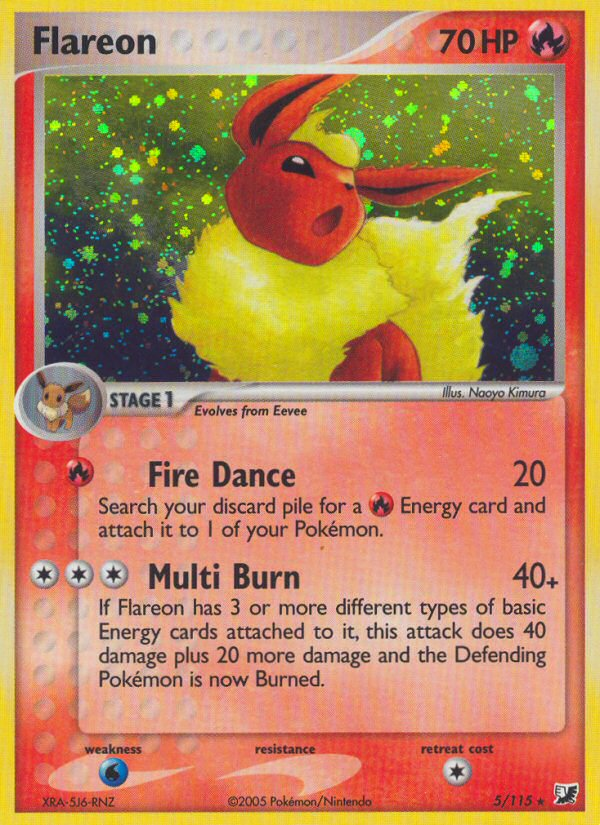 Flareon 70 HP
Illus. Naoyo Kimura
STAGE 1
Evolves from Eevee
Fire Dance 20
Search your discard pile for a Energy card and
attach it to 1 of your Pokémon.
Multi Burn 40+
If Flareon has 3 or more different types of basic
Energy cards attached to it, this attack does 40
damage plus 20 more damage and the Defending
Pokémon is now Burned.
weakness resistance retreat cost
XRA-5J6-RNZ ©2005 Pokémon/Nintendo 5/115 ★